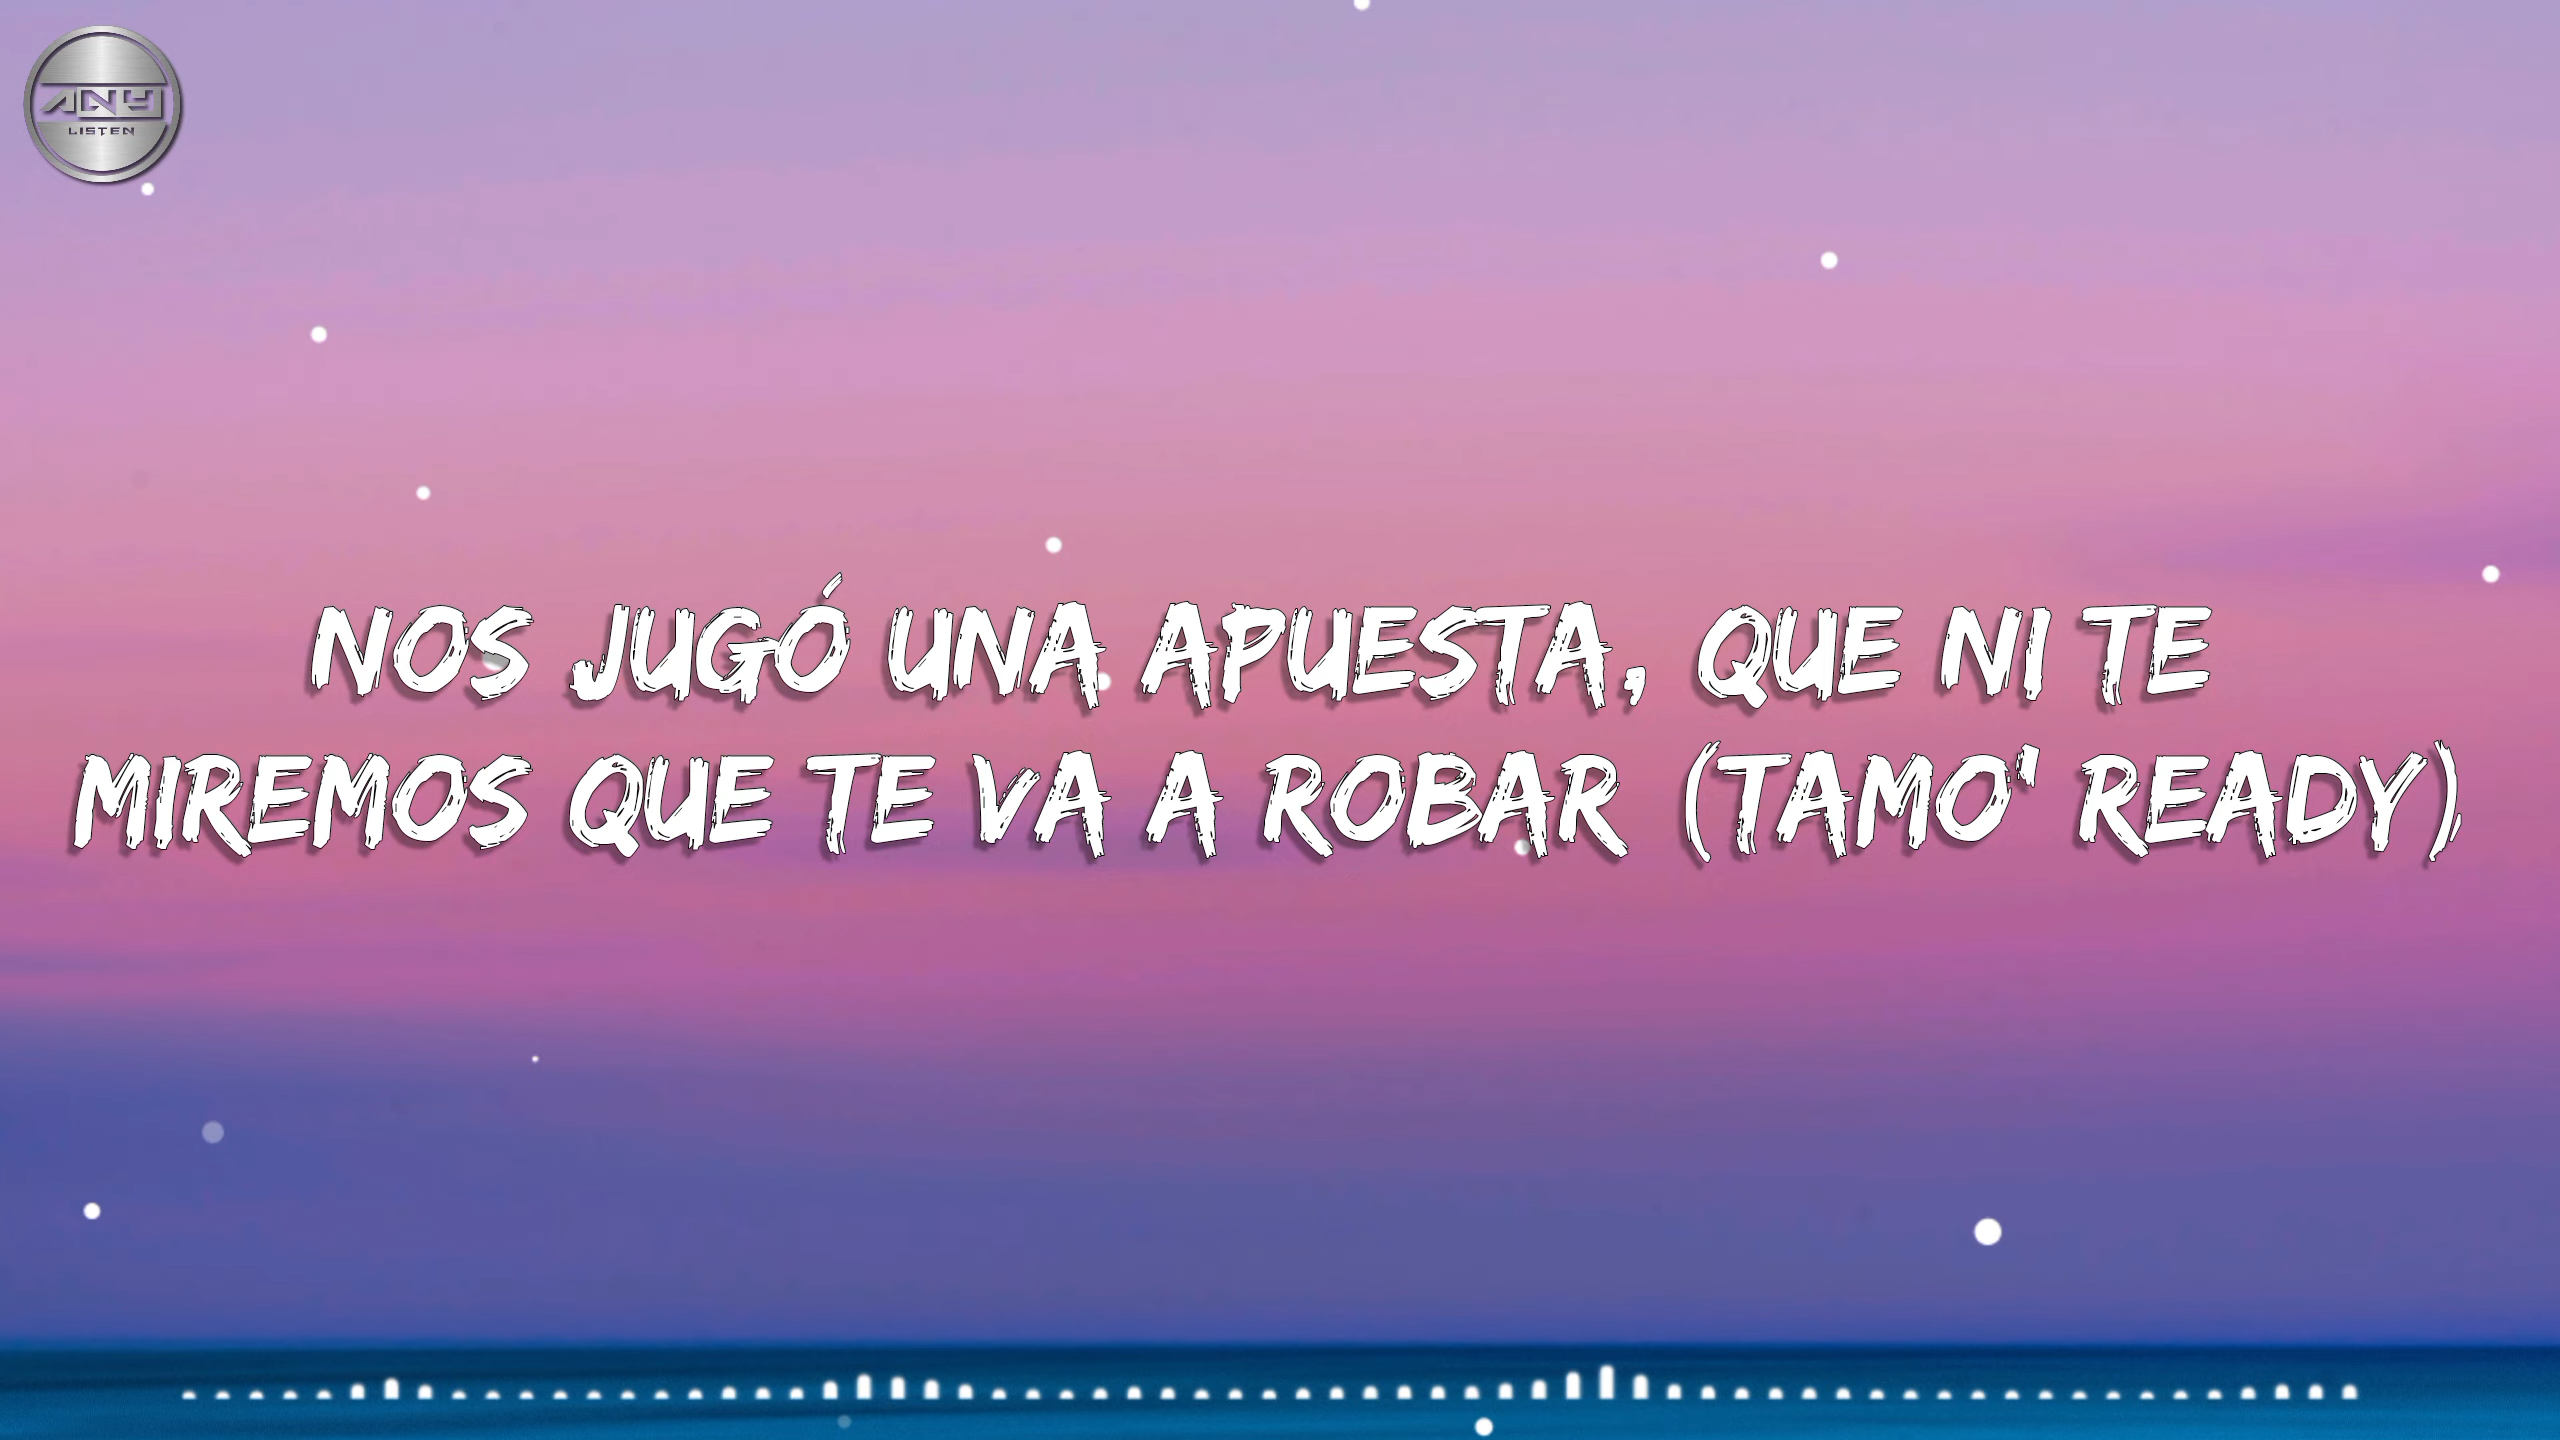 ANY
LISTEN
NOS JUGÓ UNA APUESTA, QUE NI TE
MIREMOS QUE TE VA A ROBAR (TAMO' READY)